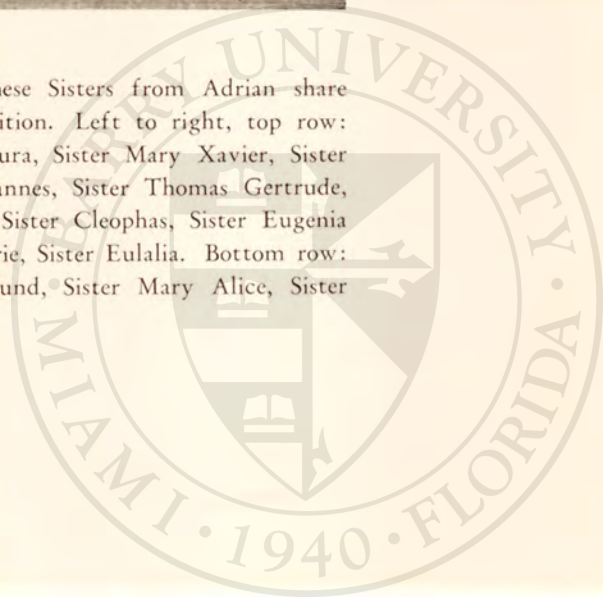 ese Sisters from Adrian share
ition. Left to right, top row:
ura, Sister Mary Xavier, Sister
annes, Sister Thomas Gertrude,
Sister Cleophas, Sister Eugenia
rie, Sister Eulalia. Bottom row:
und, Sister Mary Alice, Sister
BARRY UNIVERSITY
MIAMI · 1940 · FLORIDA